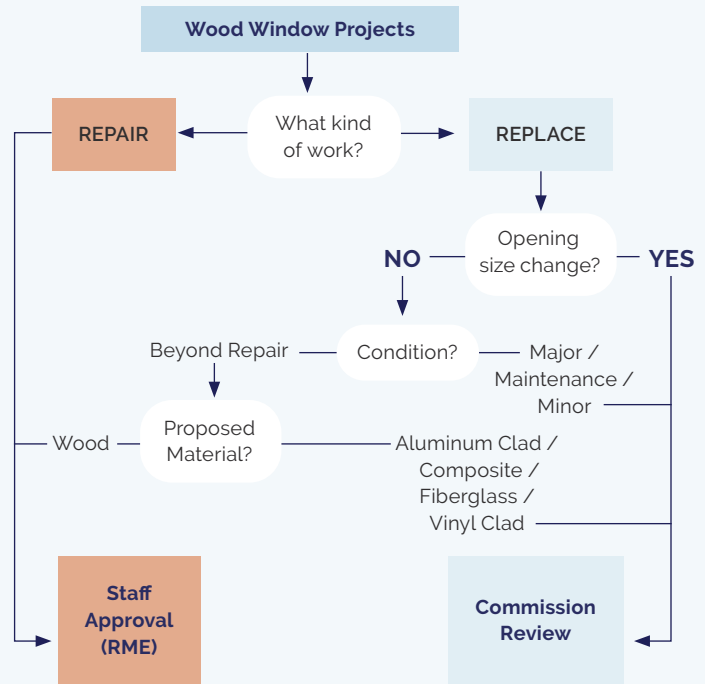 Wood Window Projects
REPAIR
What kind
of work?
REPLACE
Opening
size change?
NO
YES
Beyond Repair
Condition?
Major /
Maintenance /
Minor
Wood
Proposed
Material?
Aluminum Clad /
Composite /
Fiberglass /
Vinyl Clad
Staff
Approval
(RME)
Commission
Review